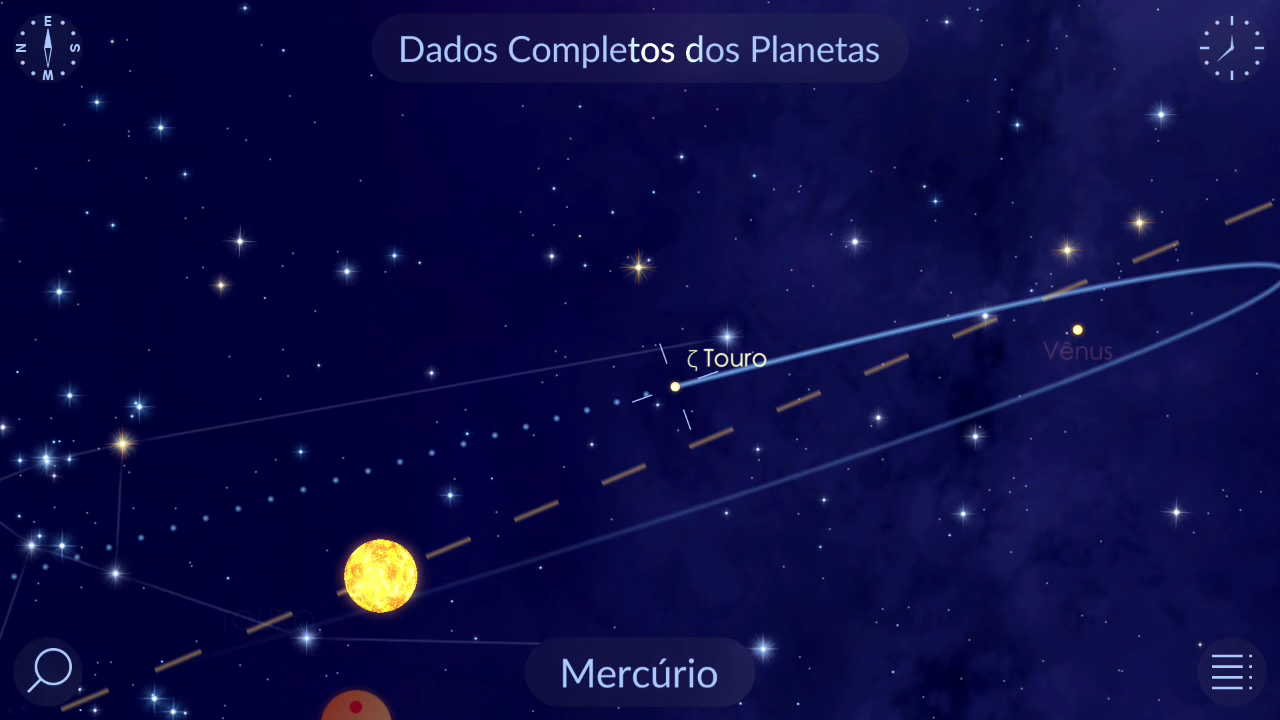 E
N S
W
Dados Completos dos Planetas
ζ Touro
Vênus
Mercúrio